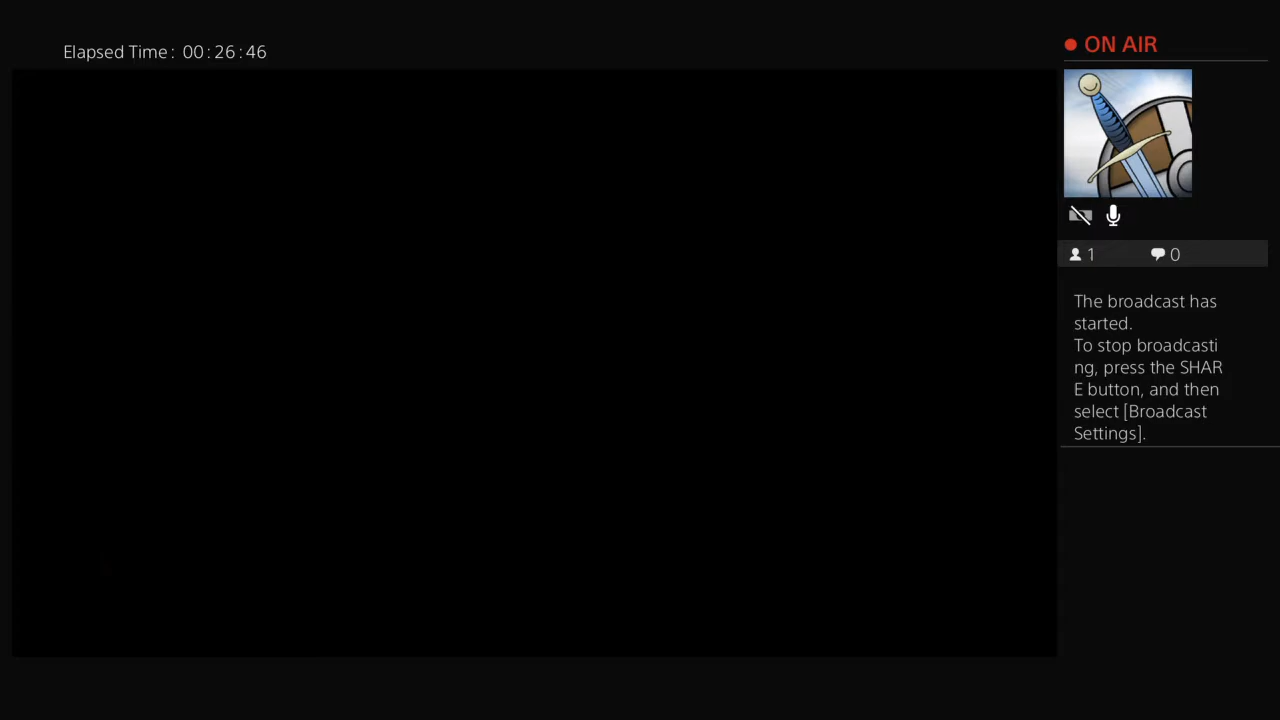 Elapsed Time: 00:26:46
ON AIR
1 0
The broadcast has
started.
To stop broadcasti
ng, press the SHAR
E button, and then
select [Broadcast
Settings].